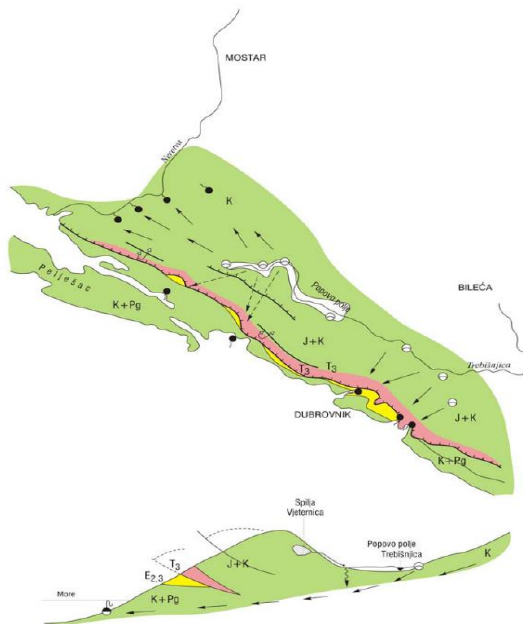 MOSTAR
Neretva
K
BILEĆA
Popovo polje
Pelješac
K+Pg
J+K
Trebišnjica
T3
T3
DUBROVNIK
J+K
K+Pg
Spilja
Vjeternica
Popovo polje
Trebišnjica
K
J+K
T3
E2,3
K+Pg
More